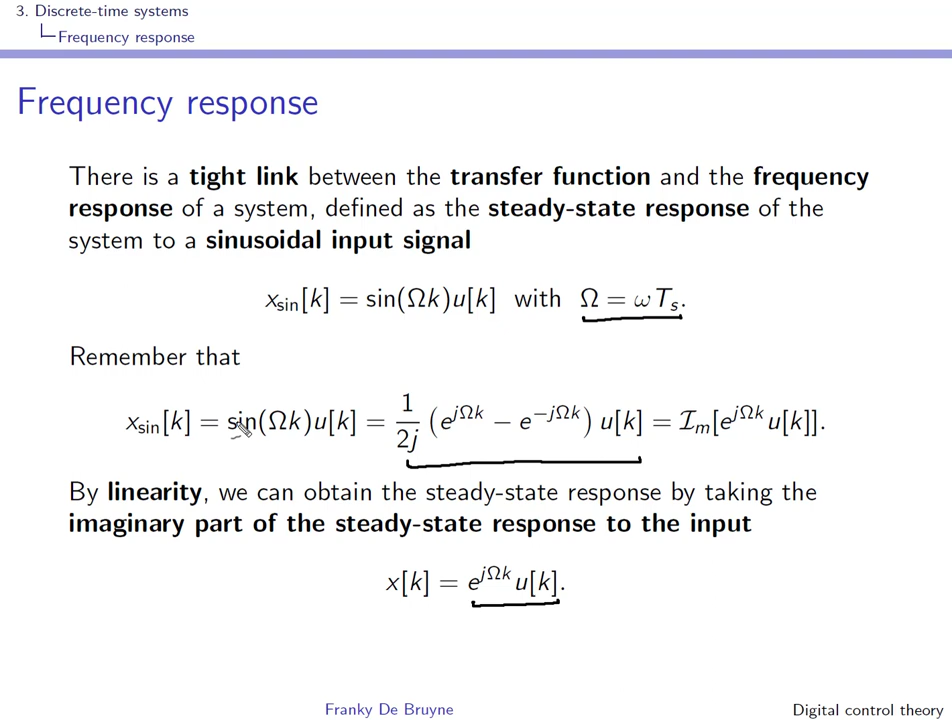 3. Discrete-time systems
Frequency response
Frequency response
There is a tight link between the transfer function and the frequency
response of a system, defined as the steady-state response of the
system to a sinusoidal input signal
x_sin[k] = sin(Ωk)u[k] with Ω = ωT_s.
Remember that
x_sin[k] = sin(Ωk)u[k] = 1/2j (e^{jΩk} − e^{−jΩk}) u[k] = ℐ_m[e^{jΩk} u[k]].
By linearity, we can obtain the steady-state response by taking the
imaginary part of the steady-state response to the input
x[k] = e^{jΩk} u[k].
Franky De Bruyne Digital control theory